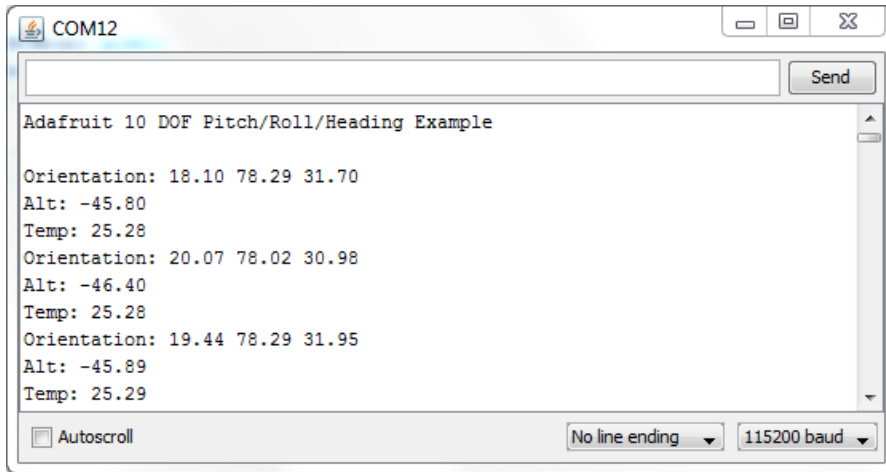 COM12
Send
Adafruit 10 DOF Pitch/Roll/Heading Example
Orientation: 18.10 78.29 31.70
Alt: -45.80
Temp: 25.28
Orientation: 20.07 78.02 30.98
Alt: -46.40
Temp: 25.28
Orientation: 19.44 78.29 31.95
Alt: -45.89
Temp: 25.29
Autoscroll
No line ending
115200 baud